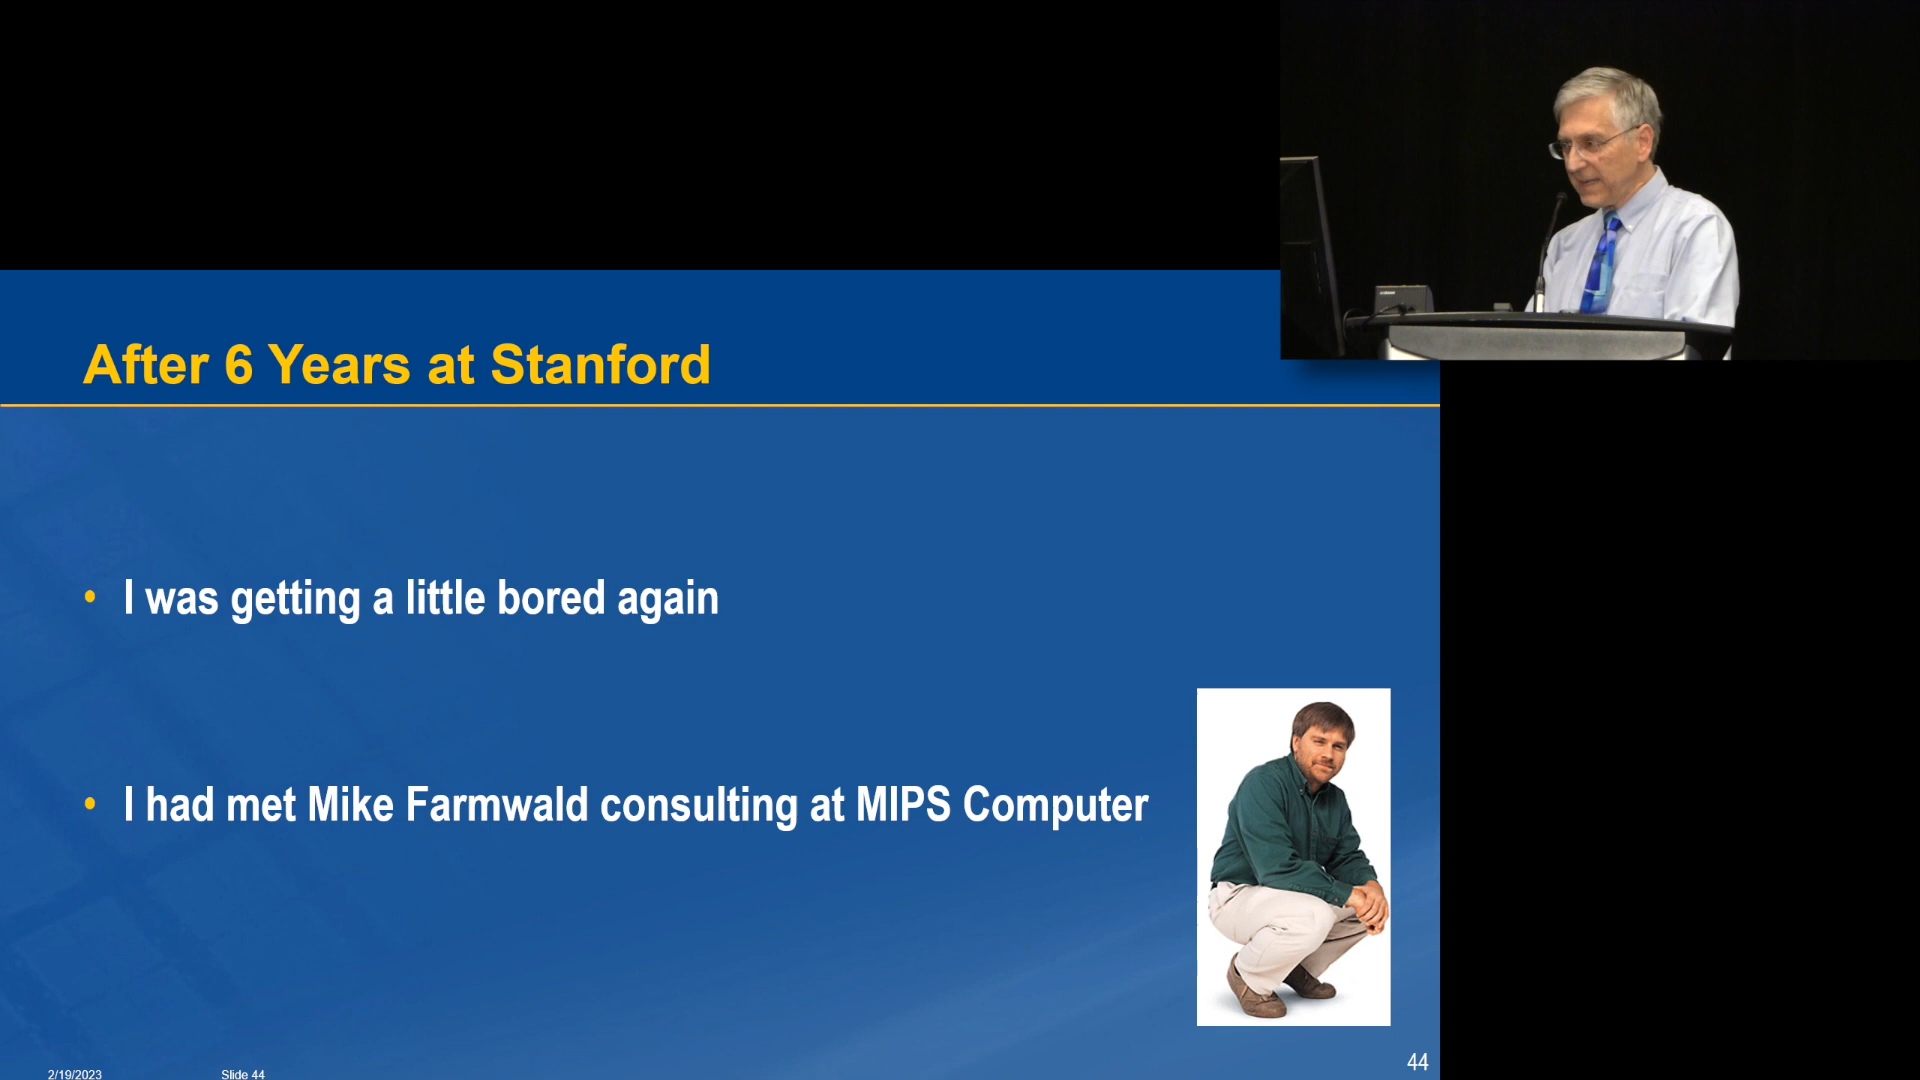 After 6 Years at Stanford
• I was getting a little bored again
• I had met Mike Farmwald consulting at MIPS Computer
44
2/19/2023
Slide 44